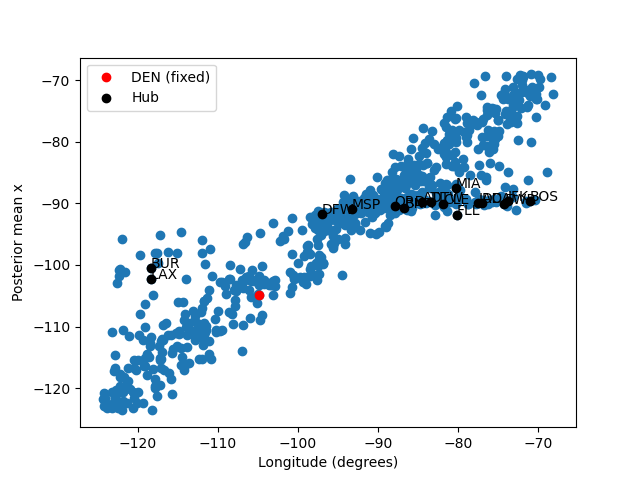 DEN (fixed)
Hub
−70
−80
−90
−100
−110
−120
Posterior mean x
MIA
BOS
FLL
MSP
DFW
BUR
LAX
−120
−110
−100
−90
−80
−70
Longitude (degrees)